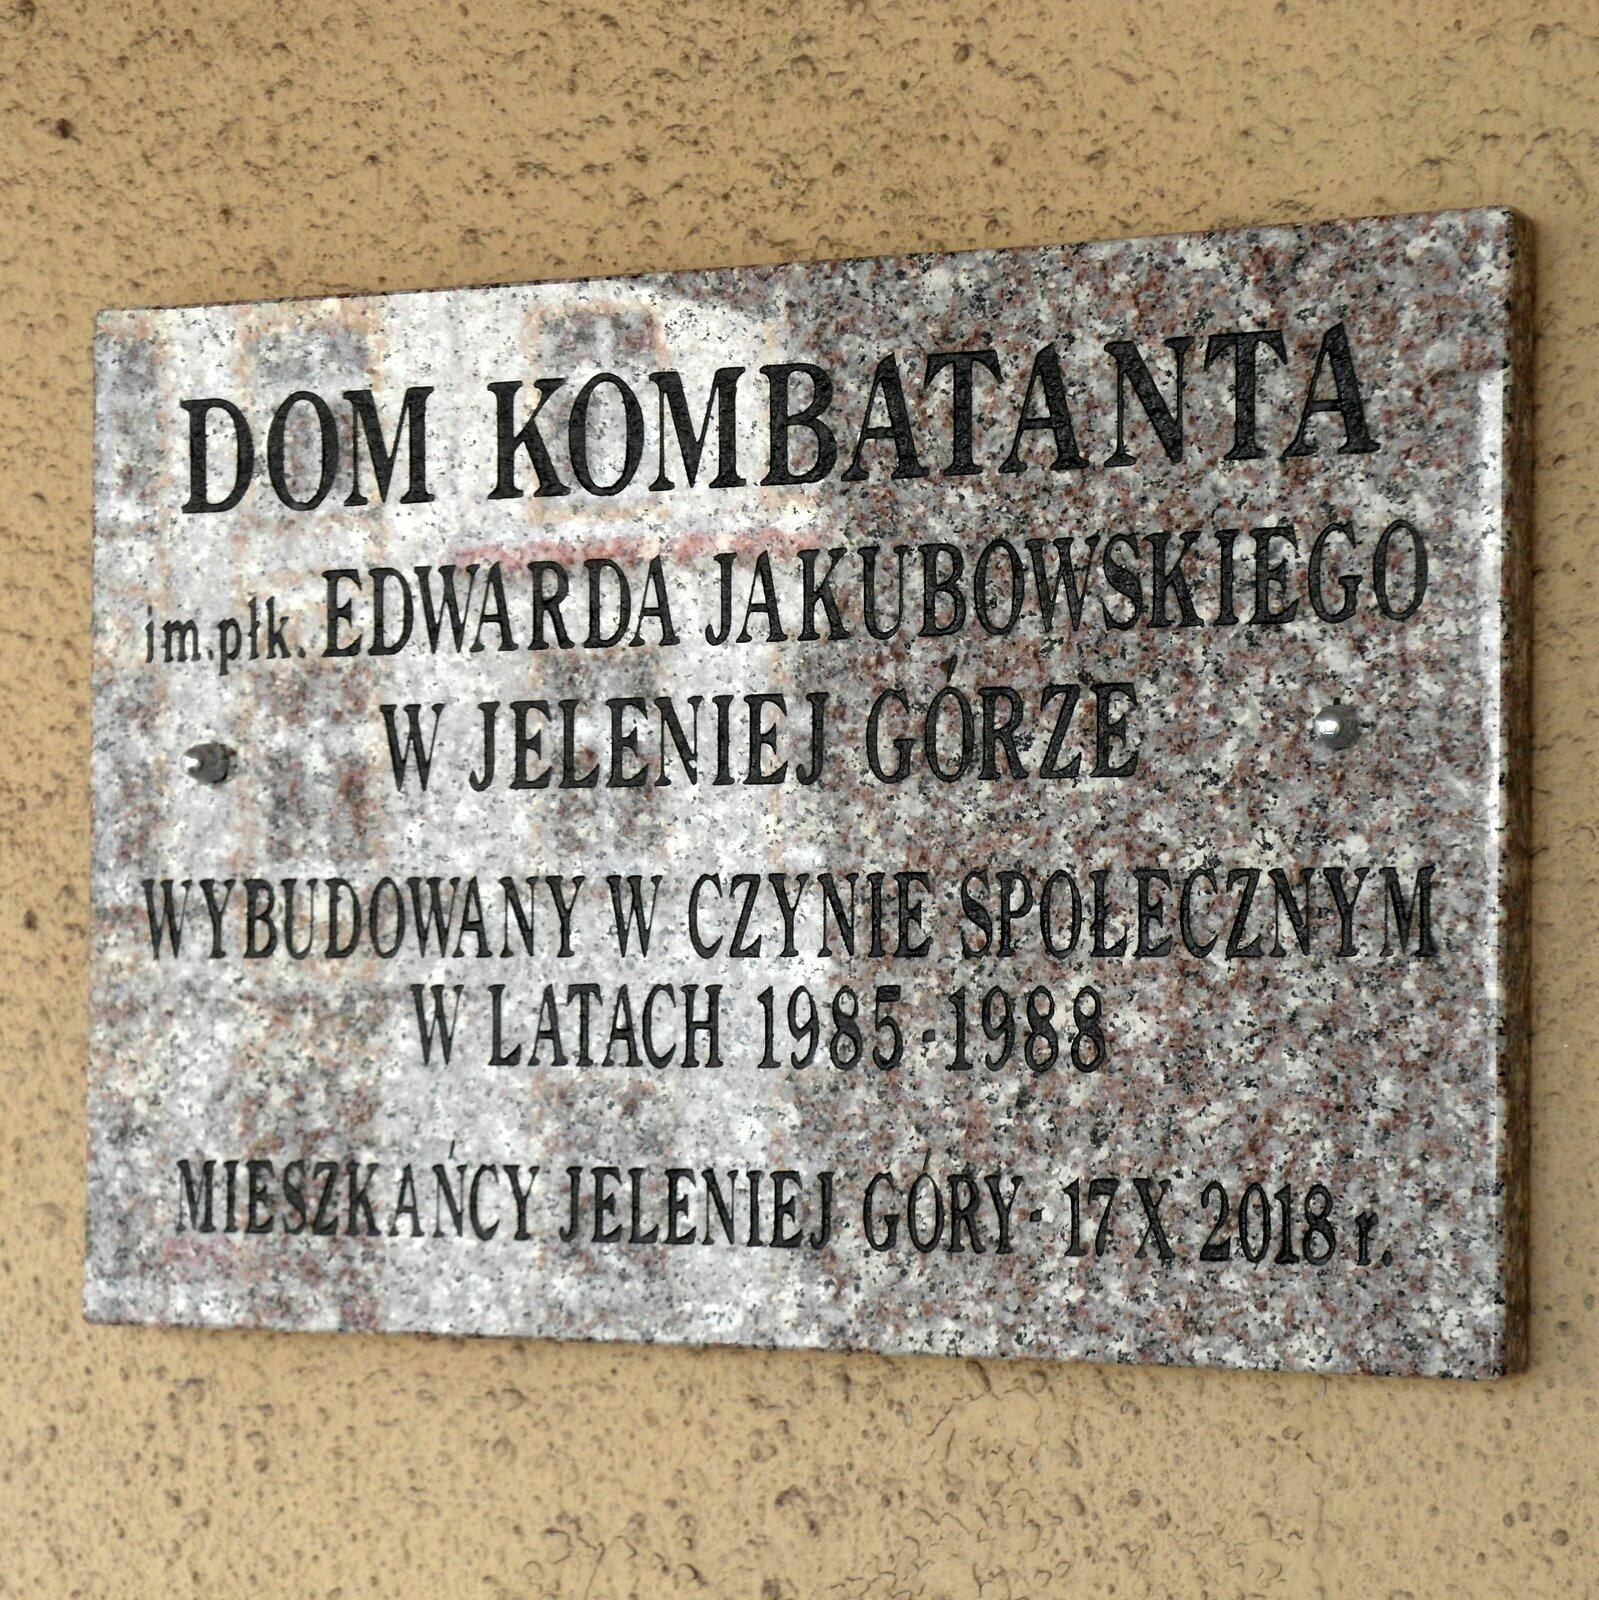 DOM KOMBATANTA
im.płk. EDWARDA JAKUBOWSKIEGO
W JELENIEJ GÓRZE
WYBUDOWANY W CZYNIE SPOŁECZNYM
W LATACH 1985-1988
MIESZKAŃCY JELENIEJ GÓRY - 17 X 2018 r.